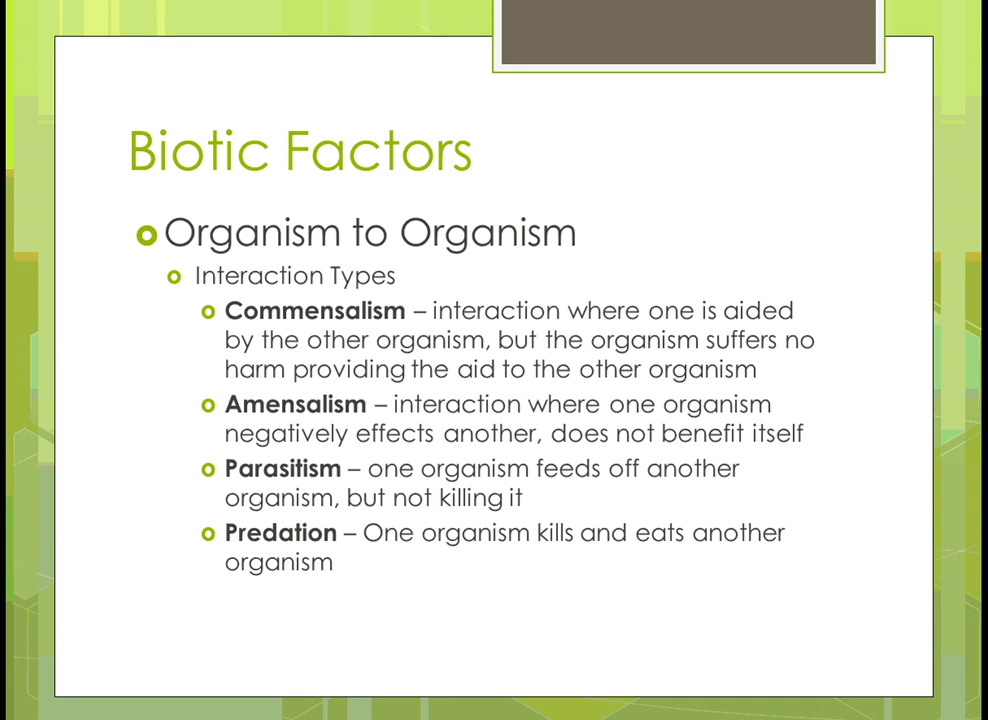 Biotic Factors
Organism to Organism
Interaction Types
Commensalism – interaction where one is aided
by the other organism, but the organism suffers no
harm providing the aid to the other organism
Amensalism – interaction where one organism
negatively effects another, does not benefit itself
Parasitism – one organism feeds off another
organism, but not killing it
Predation – One organism kills and eats another
organism